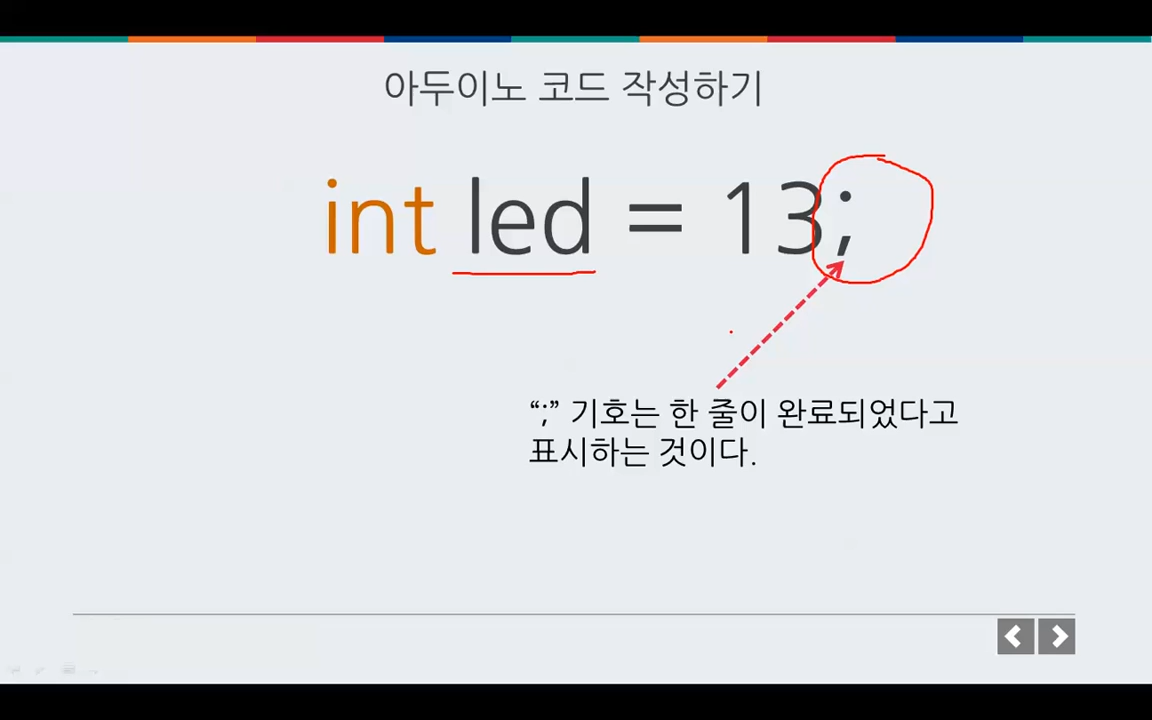 아두이노 코드 작성하기
int led = 13;
“;” 기호는 한 줄이 완료되었다고
표시하는 것이다.